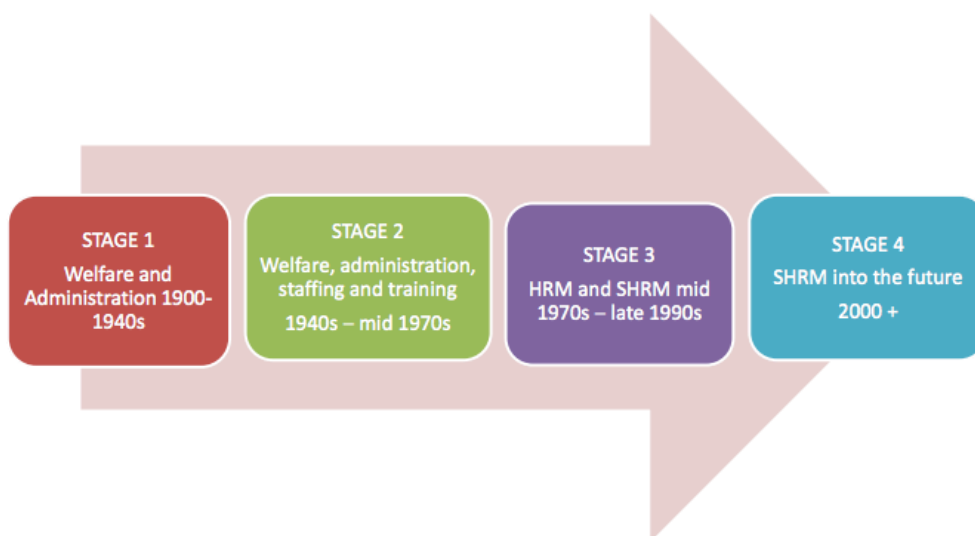 STAGE 1
Welfare and
Administration 1900-
1940s
STAGE 2
Welfare, administration,
staffing and training
1940s – mid 1970s
STAGE 3
HRM and SHRM mid
1970s – late 1990s
STAGE 4
SHRM into the future
2000 +